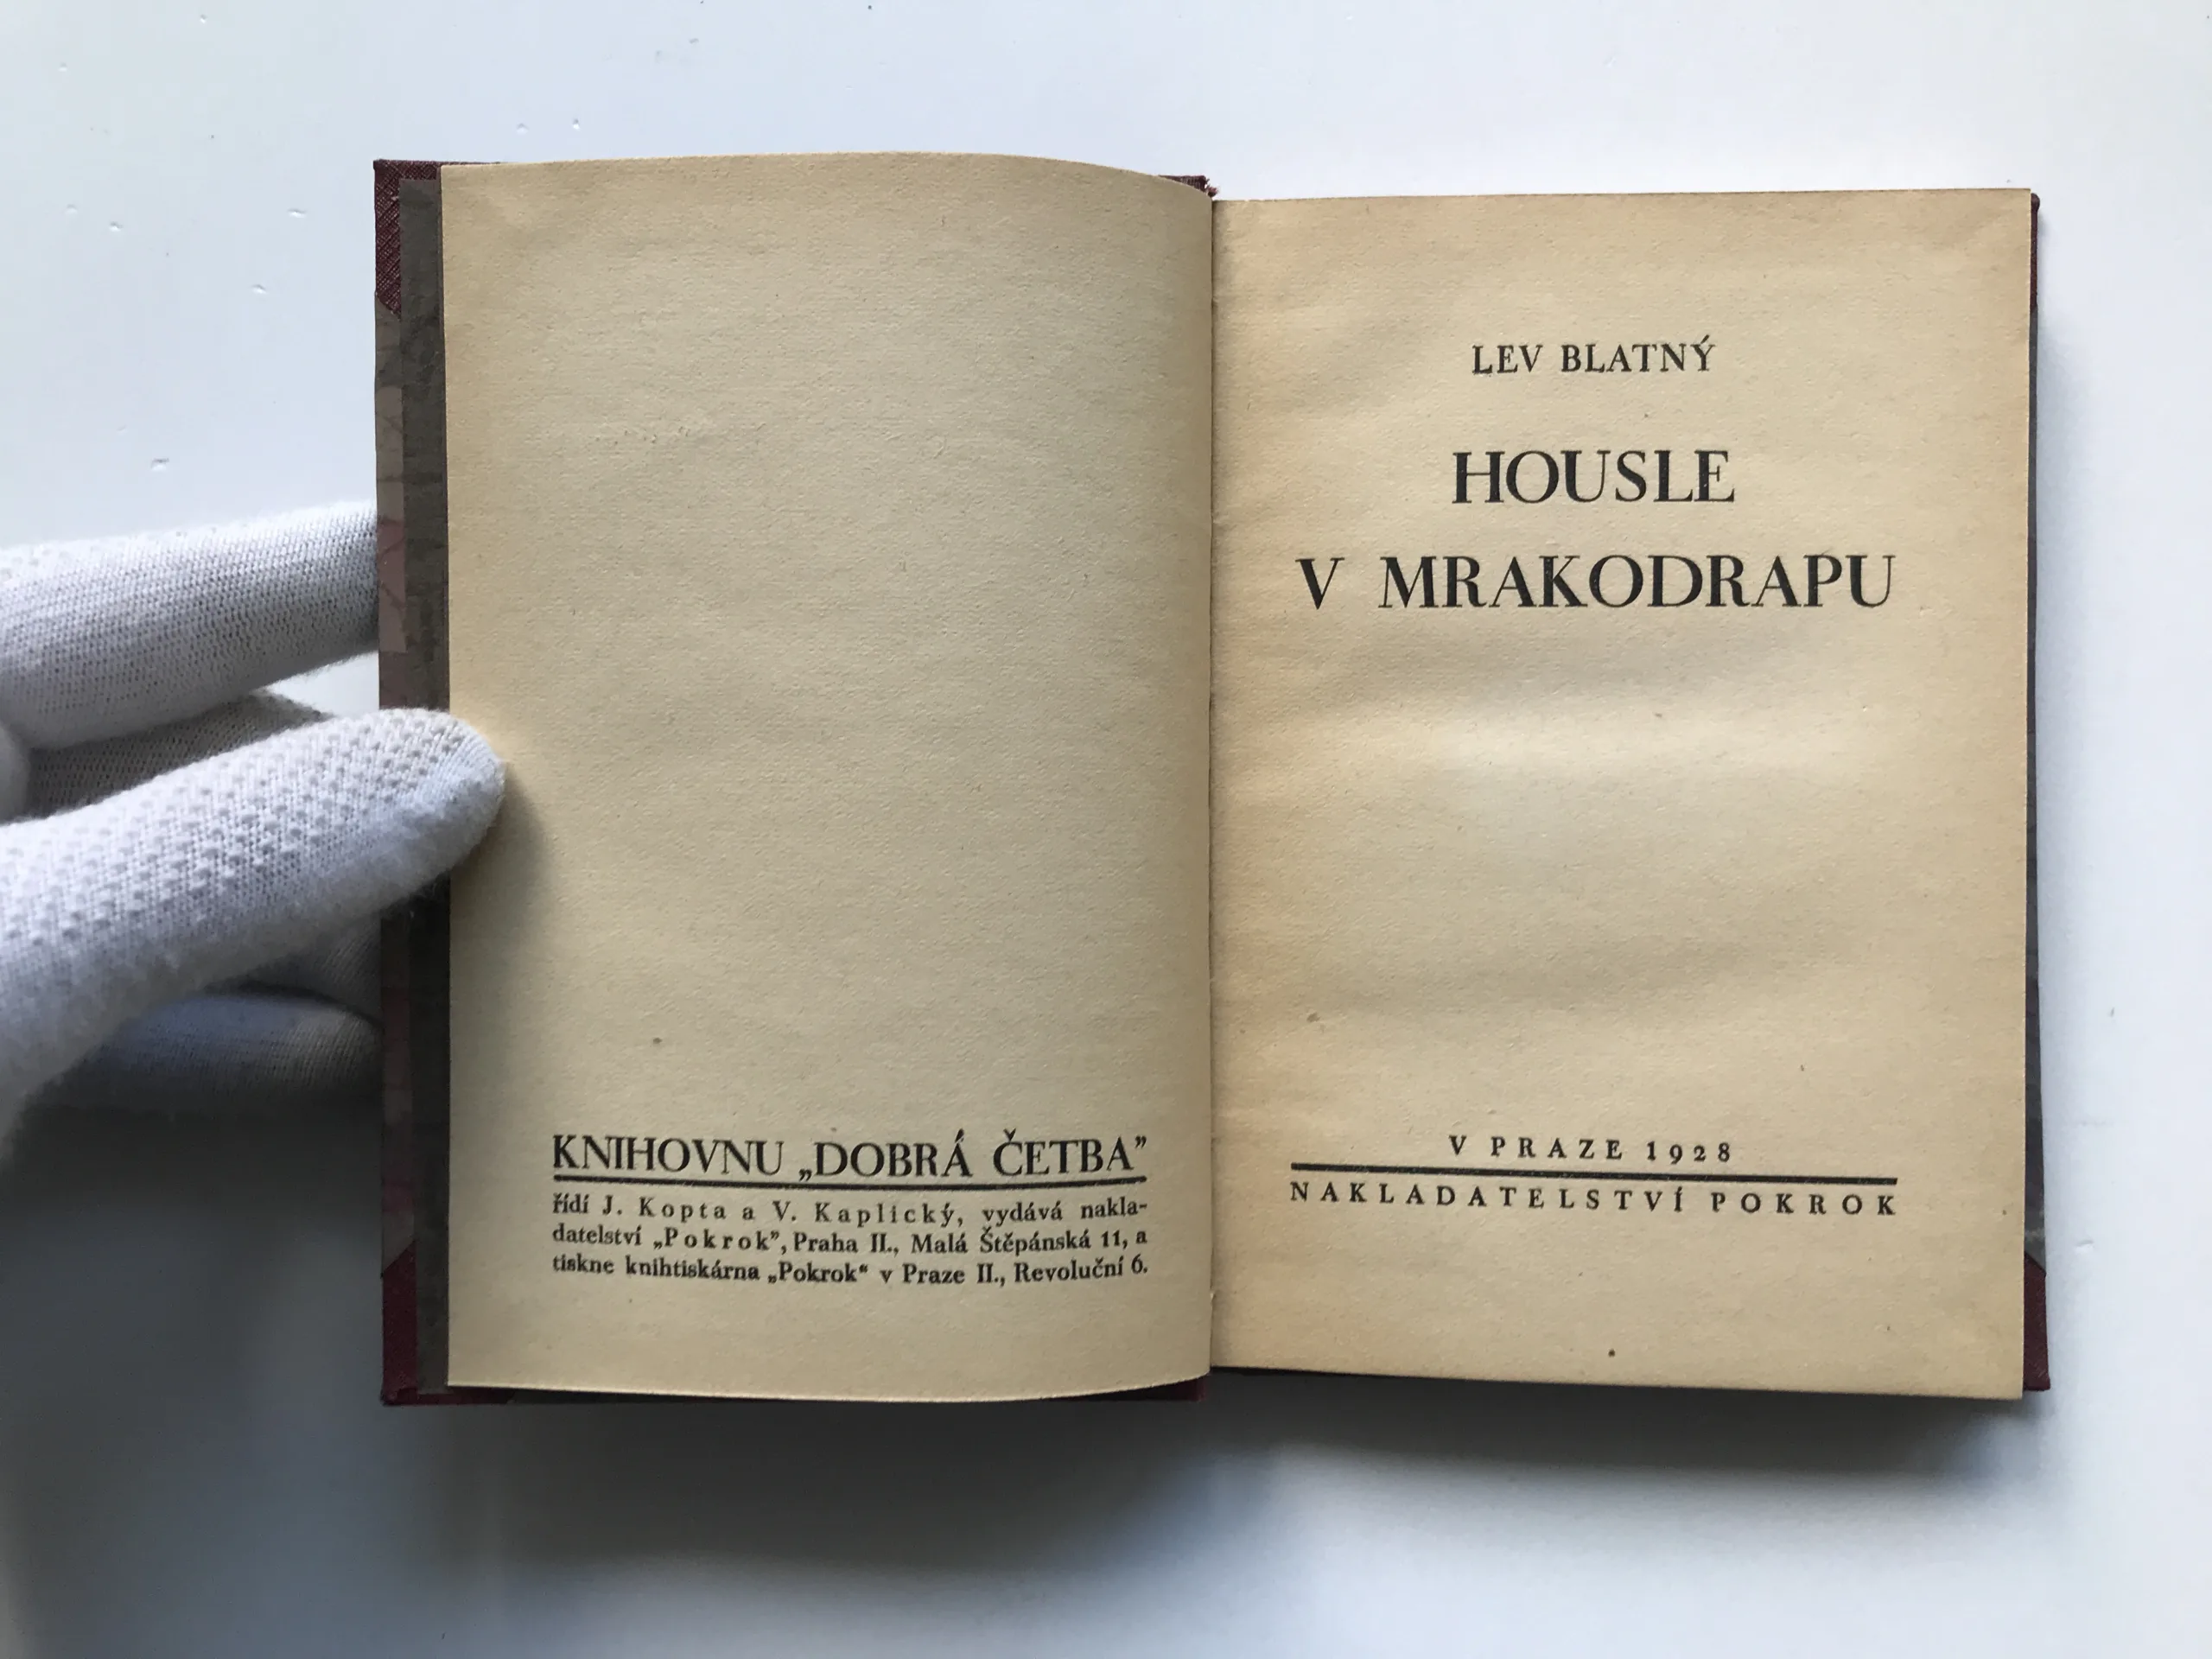 KNIHOVNU „DOBRÁ ČETBA”
řídí J. Kopta a V. Kaplický, vydává nakla-
datelství „Pokrok”, Praha II., Malá Štěpánská 11, a
tiskne knihtiskárna „Pokrok“ v Praze II., Revoluční 6.
LEV BLATNÝ
HOUSLE
V MRAKODRAPU
V PRAZE 1928
NAKLADATELSTVÍ POKROK